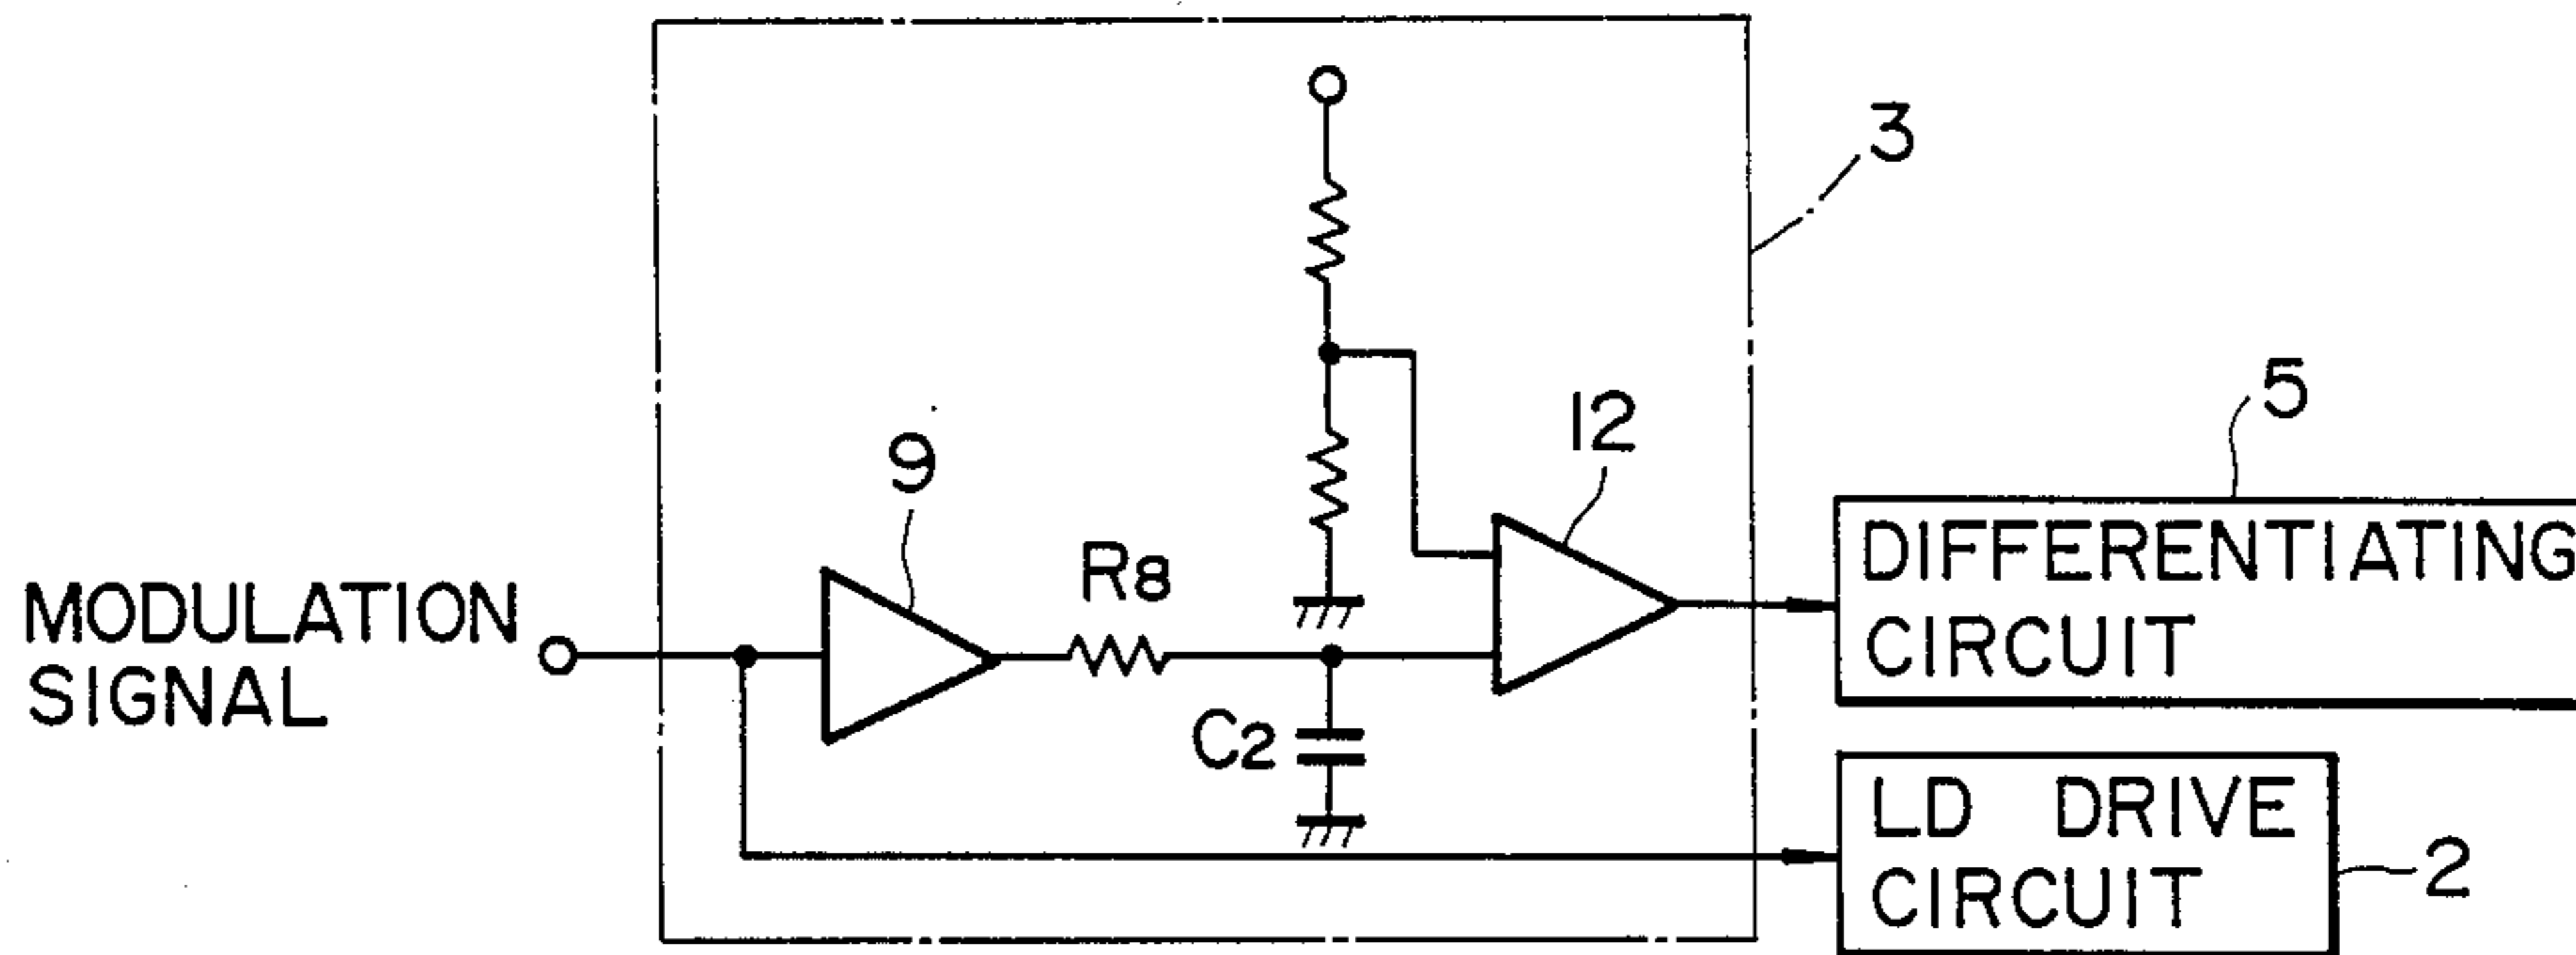 3
5
12
9
R8
DIFFERENTIATING
CIRCUIT
MODULATION
SIGNAL
C2
LD DRIVE
CIRCUIT
2